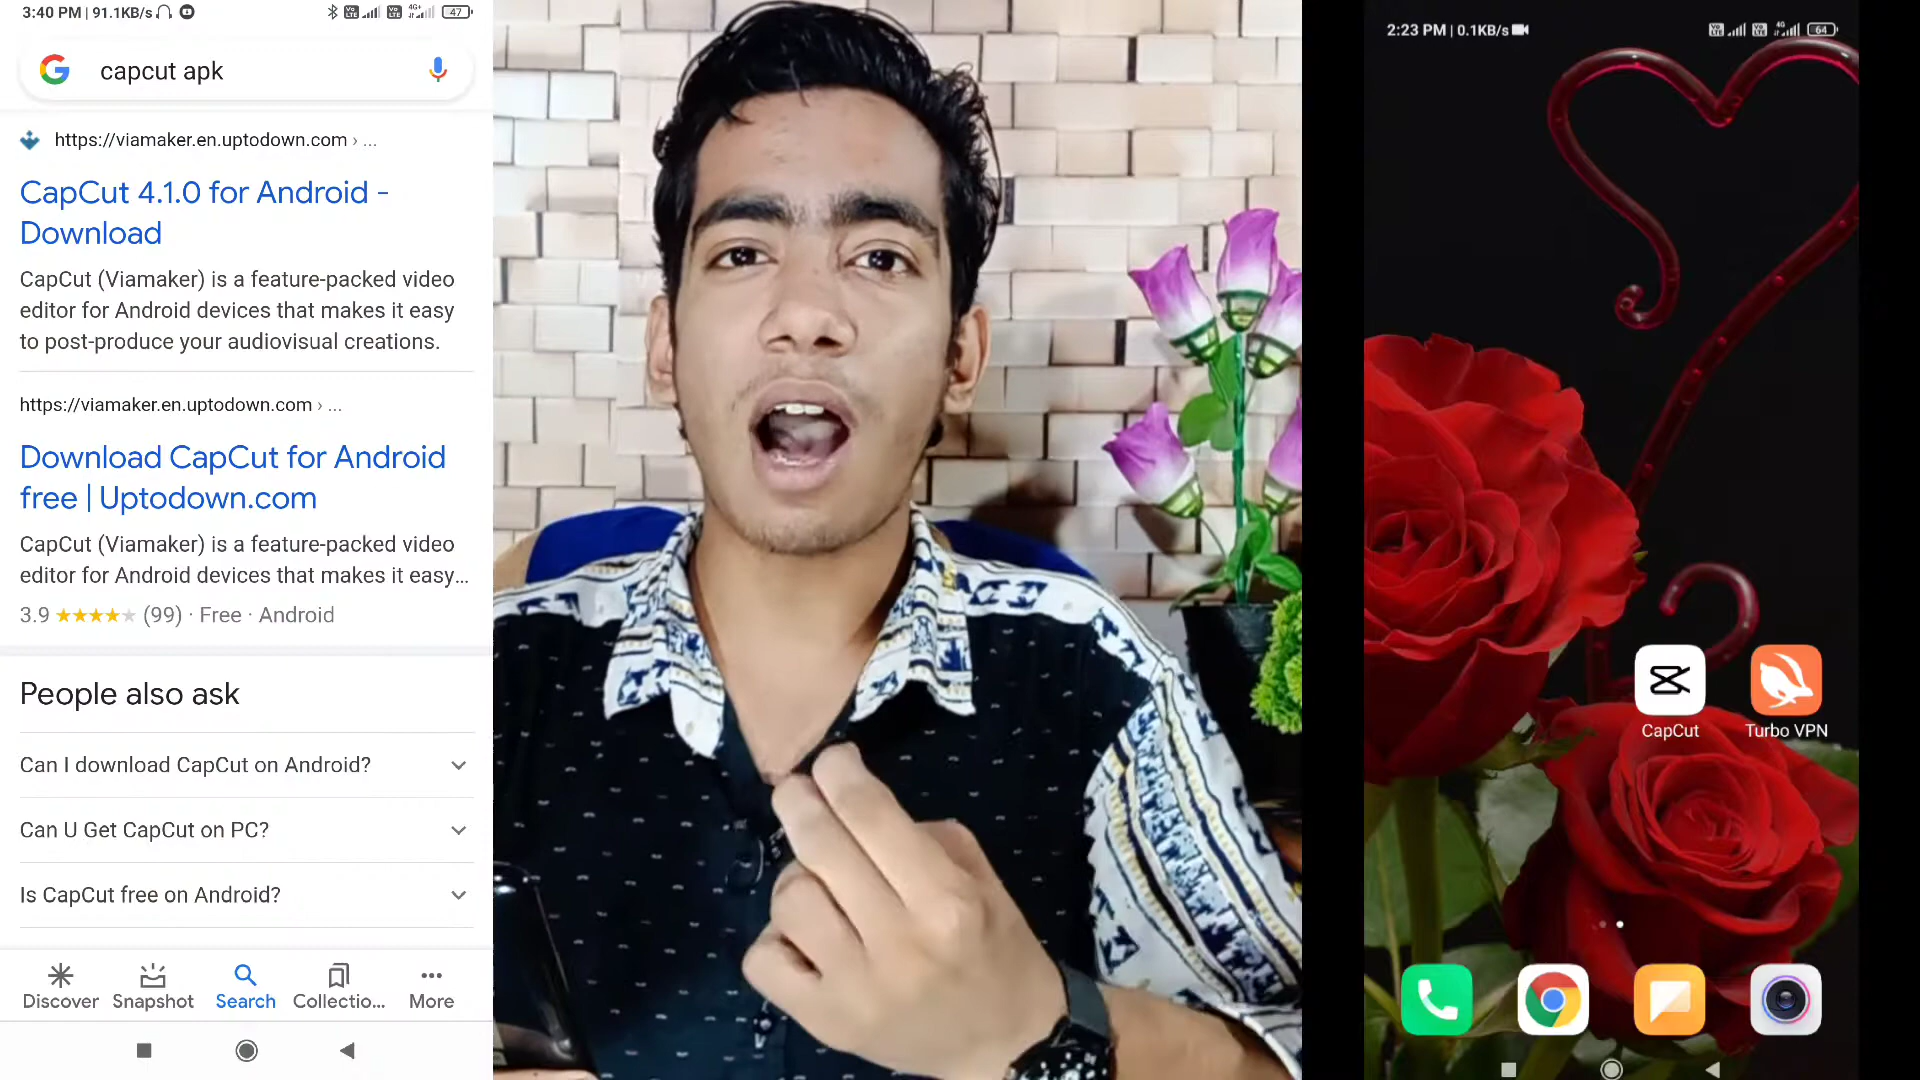 3:40 PM | 91.1KB/s
47
capcut apk
https://viamaker.en.uptodown.com › ...
CapCut 4.1.0 for Android -
Download
CapCut (Viamaker) is a feature-packed video
editor for Android devices that makes it easy
to post-produce your audiovisual creations.
https://viamaker.en.uptodown.com › ...
Download CapCut for Android
free | Uptodown.com
CapCut (Viamaker) is a feature-packed video
editor for Android devices that makes it easy...
3.9 ★★★★★ (99) · Free · Android
People also ask
Can I download CapCut on Android?
Can U Get CapCut on PC?
Is CapCut free on Android?
Discover Snapshot Search Collectio... More
2:23 PM | 0.1KB/s
4G 64
CapCut Turbo VPN